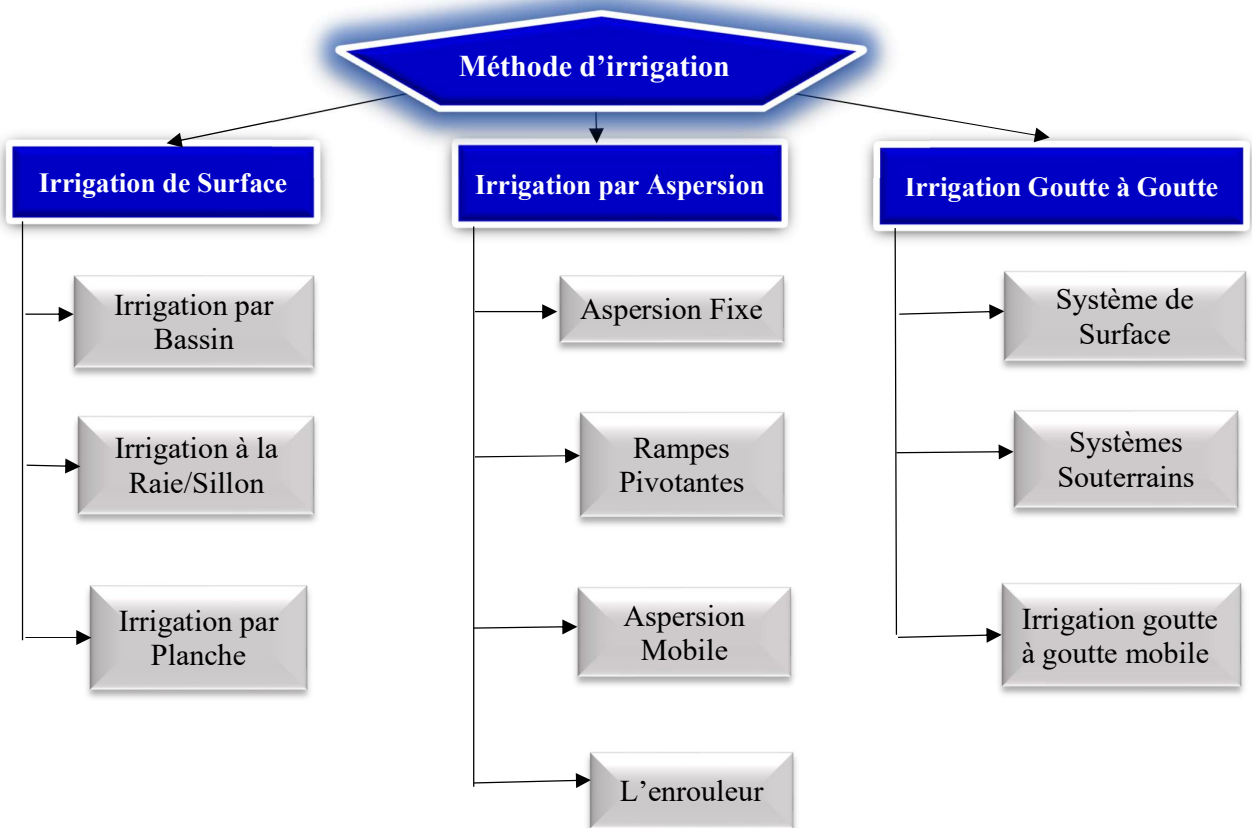 Méthode d’irrigation
Irrigation de Surface
Irrigation par
Bassin
Irrigation à la
Raie/Sillon
Irrigation par
Planche
Irrigation par Aspersion
Aspersion Fixe
Rampes
Pivotantes
Aspersion
Mobile
L’enrouleur
Irrigation Goutte à Goutte
Système de
Surface
Systèmes
Souterrains
Irrigation goutte
à goutte mobile